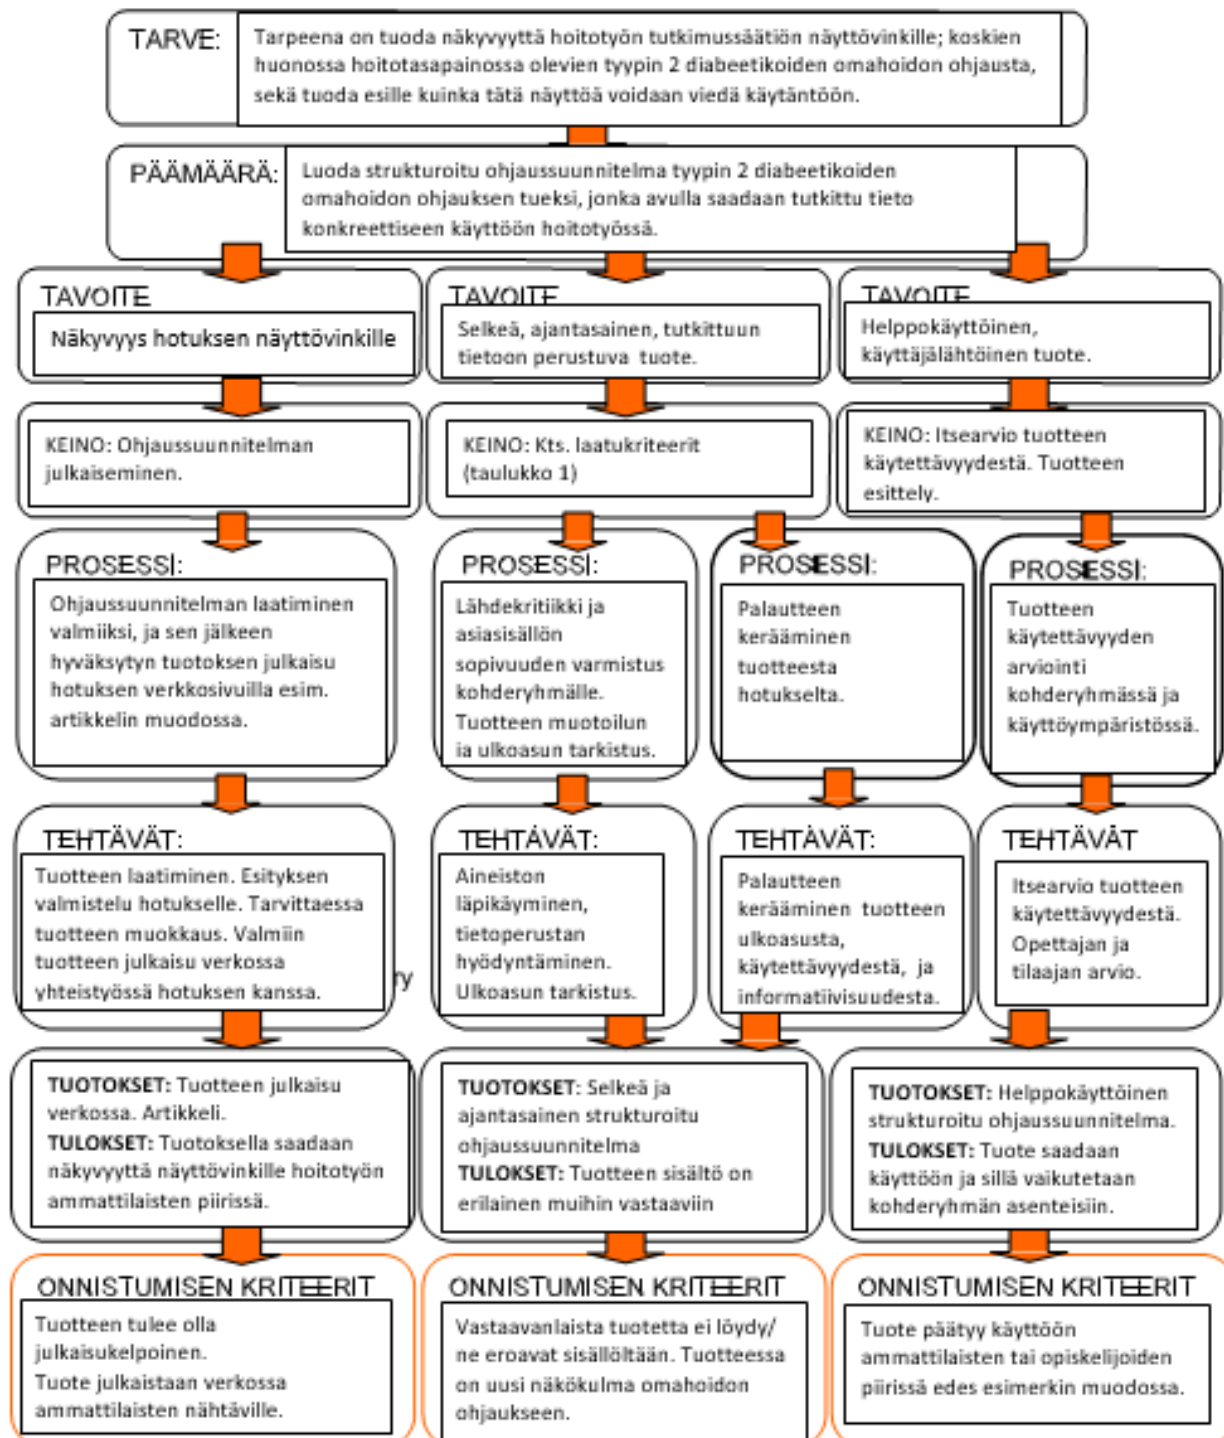 TARVE:
Tarpeena on tuoda näkyvyyttä hoitotyön tutkimussäätiön näyttövinkille; koskien
huonossa hoitotasapainossa olevien tyypin 2 diabeetikoiden omahoidon ohjausta,
sekä tuoda esille kuinka tätä näyttöä voidaan viedä käytäntöön.
PÄÄMÄÄRÄ:
Luoda strukturoitu ohjaussuunnitelma tyypin 2 diabeetikoiden
omahoidon ohjauksen tueksi, jonka avulla saadaan tutkittu tieto
konkreettiseen käyttöön hoitotyössä.
TAVOITE
Näkyvyys hotuksen näyttövinkille
TAVOITE
Selkeä, ajantasainen, tutkittuun
tietoon perustuva tuote.
TAVOITE
Helppokäyttöinen,
käyttäjälähtöinen tuote.
KEINO: Ohjaussuunnitelman
julkaiseminen.
KEINO: Kts. laatukriteerit
(taulukko 1)
KEINO: Itsearvio tuotteen
käytettävyydestä. Tuotteen
esittely.
PROSESSI:
Ohjaussuunnitelman laatiminen
valmiiksi, ja sen jälkeen
hyväksytyn tuotoksen julkaisu
hotuksen verkkosivuilla esim.
artikkelin muodossa.
PROSESSI:
Lähdekritiikki ja
asiasisällön
sopivuuden varmistus
kohderyhmälle.
Tuotteen muotoilun
ja ulkoasun tarkistus.
PROSESSI:
Palautteen
kerääminen
tuotteesta
hotukselta.
PROSESSI:
Tuotteen
käytettävyyden
arviointi
kohderyhmässä ja
käyttöympäristössä.
TEHTÄVÄT:
Tuotteen laatiminen. Esityksen
valmistelu hotukselle. Tarvittaessa
tuotteen muokkaus. Valmiin
tuotteen julkaisu verkossa
yhteistyössä hotuksen kanssa.
ry
TEHTÄVÄT:
Aineiston
läpikäyminen,
tietoperustan
hyödyntäminen.
Ulkoasun tarkistus.
TEHTÄVÄT:
Palautteen
kerääminen tuotteen
ulkoasusta,
käytettävyydestä, ja
informatiivisuudesta.
TEHTÄVÄT
Itsearvio tuotteen
käytettävyydestä.
Opettajan ja
tilaajan arvio.
TUOTOKSET: Tuotteen julkaisu
verkossa. Artikkeli.
TULOKSET: Tuotoksella saadaan
näkyvyyttä näyttövinkille hoitotyön
ammattilaisten piirissä.
TUOTOKSET: Selkeä ja
ajantasainen strukturoitu
ohjaussuunnitelma
TULOKSET: Tuotteen sisältö on
erilainen muihin vastaaviin
TUOTOKSET: Helppokäyttöinen
strukturoitu ohjaussuunnitelma.
TULOKSET: Tuote saadaan
käyttöön ja sillä vaikutetaan
kohderyhmän asenteisiin.
ONNISTUMISEN KRITEERIT
Tuotteen tulee olla
julkaisukelpoinen.
Tuote julkaistaan verkossa
ammattilaisten nähtäville.
ONNISTUMISEN KRITEERIT
Vastaavanlaista tuotetta ei löydy/
ne eroavat sisällöltään. Tuotteessa
on uusi näkökulma omahoidon
ohjaukseen.
ONNISTUMISEN KRITEERIT
Tuote päätyy käyttöön
ammattilaisten tai opiskelijoiden
piirissä edes esimerkin muodossa.